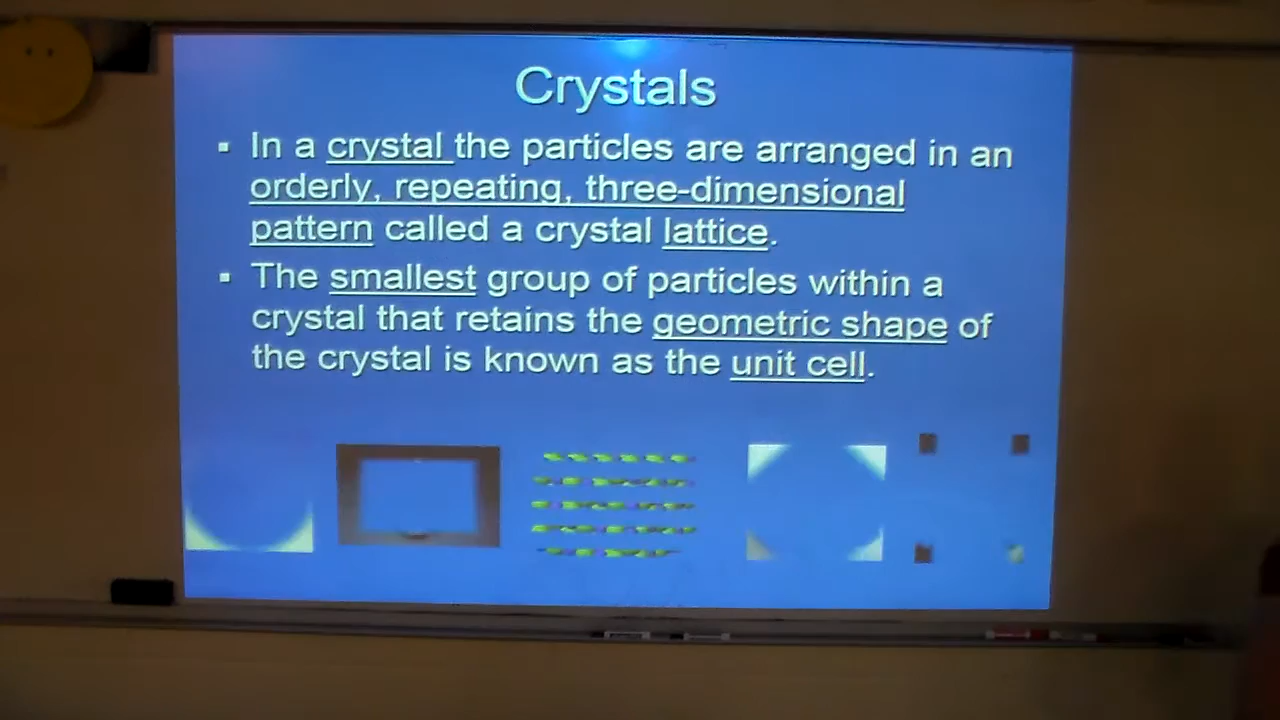 Crystals
▪ In a crystal the particles are arranged in an
orderly, repeating, three-dimensional
pattern called a crystal lattice.
▪ The smallest group of particles within a
crystal that retains the geometric shape of
the crystal is known as the unit cell.